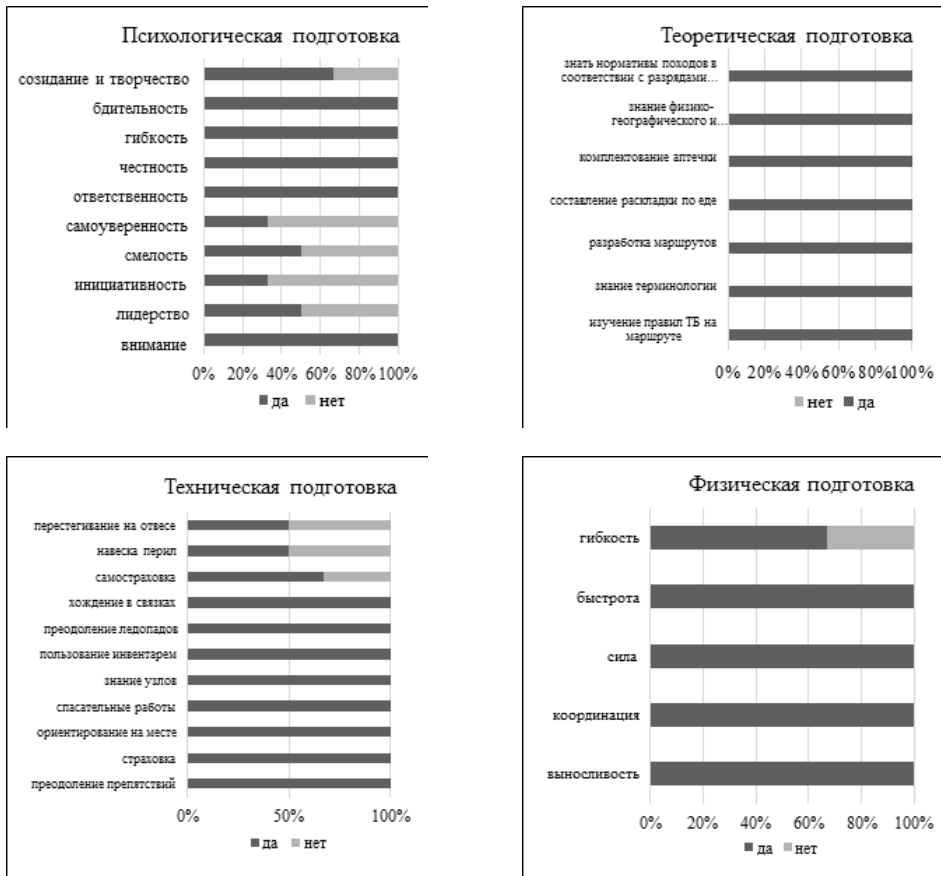 Психологическая подготовка
созидание и творчество
бдительность
гибкость
честность
ответственность
самоуверенность
смелость
инициативность
лидерство
внимание
0% 20% 40% 60% 80% 100%
да нет
Теоретическая подготовка
знать нормативы походов в
соответствии с разрядами…
знание физико-
географического и…
комплектование аптечки
составление раскладки по еде
разработка маршрутов
знание терминологии
изучение правил ТБ на
маршруте
0% 20% 40% 60% 80% 100%
нет да
Техническая подготовка
перестегивание на отвесе
навеска перил
самостраховка
хождение в связках
преодоление ледопадов
пользование инвентарем
знание узлов
спасательные работы
ориентирование на месте
страховка
преодоление препятствий
0% 50% 100%
да нет
Физическая подготовка
гибкость
быстрота
сила
координация
выносливость
0% 20% 40% 60% 80% 100%
да нет